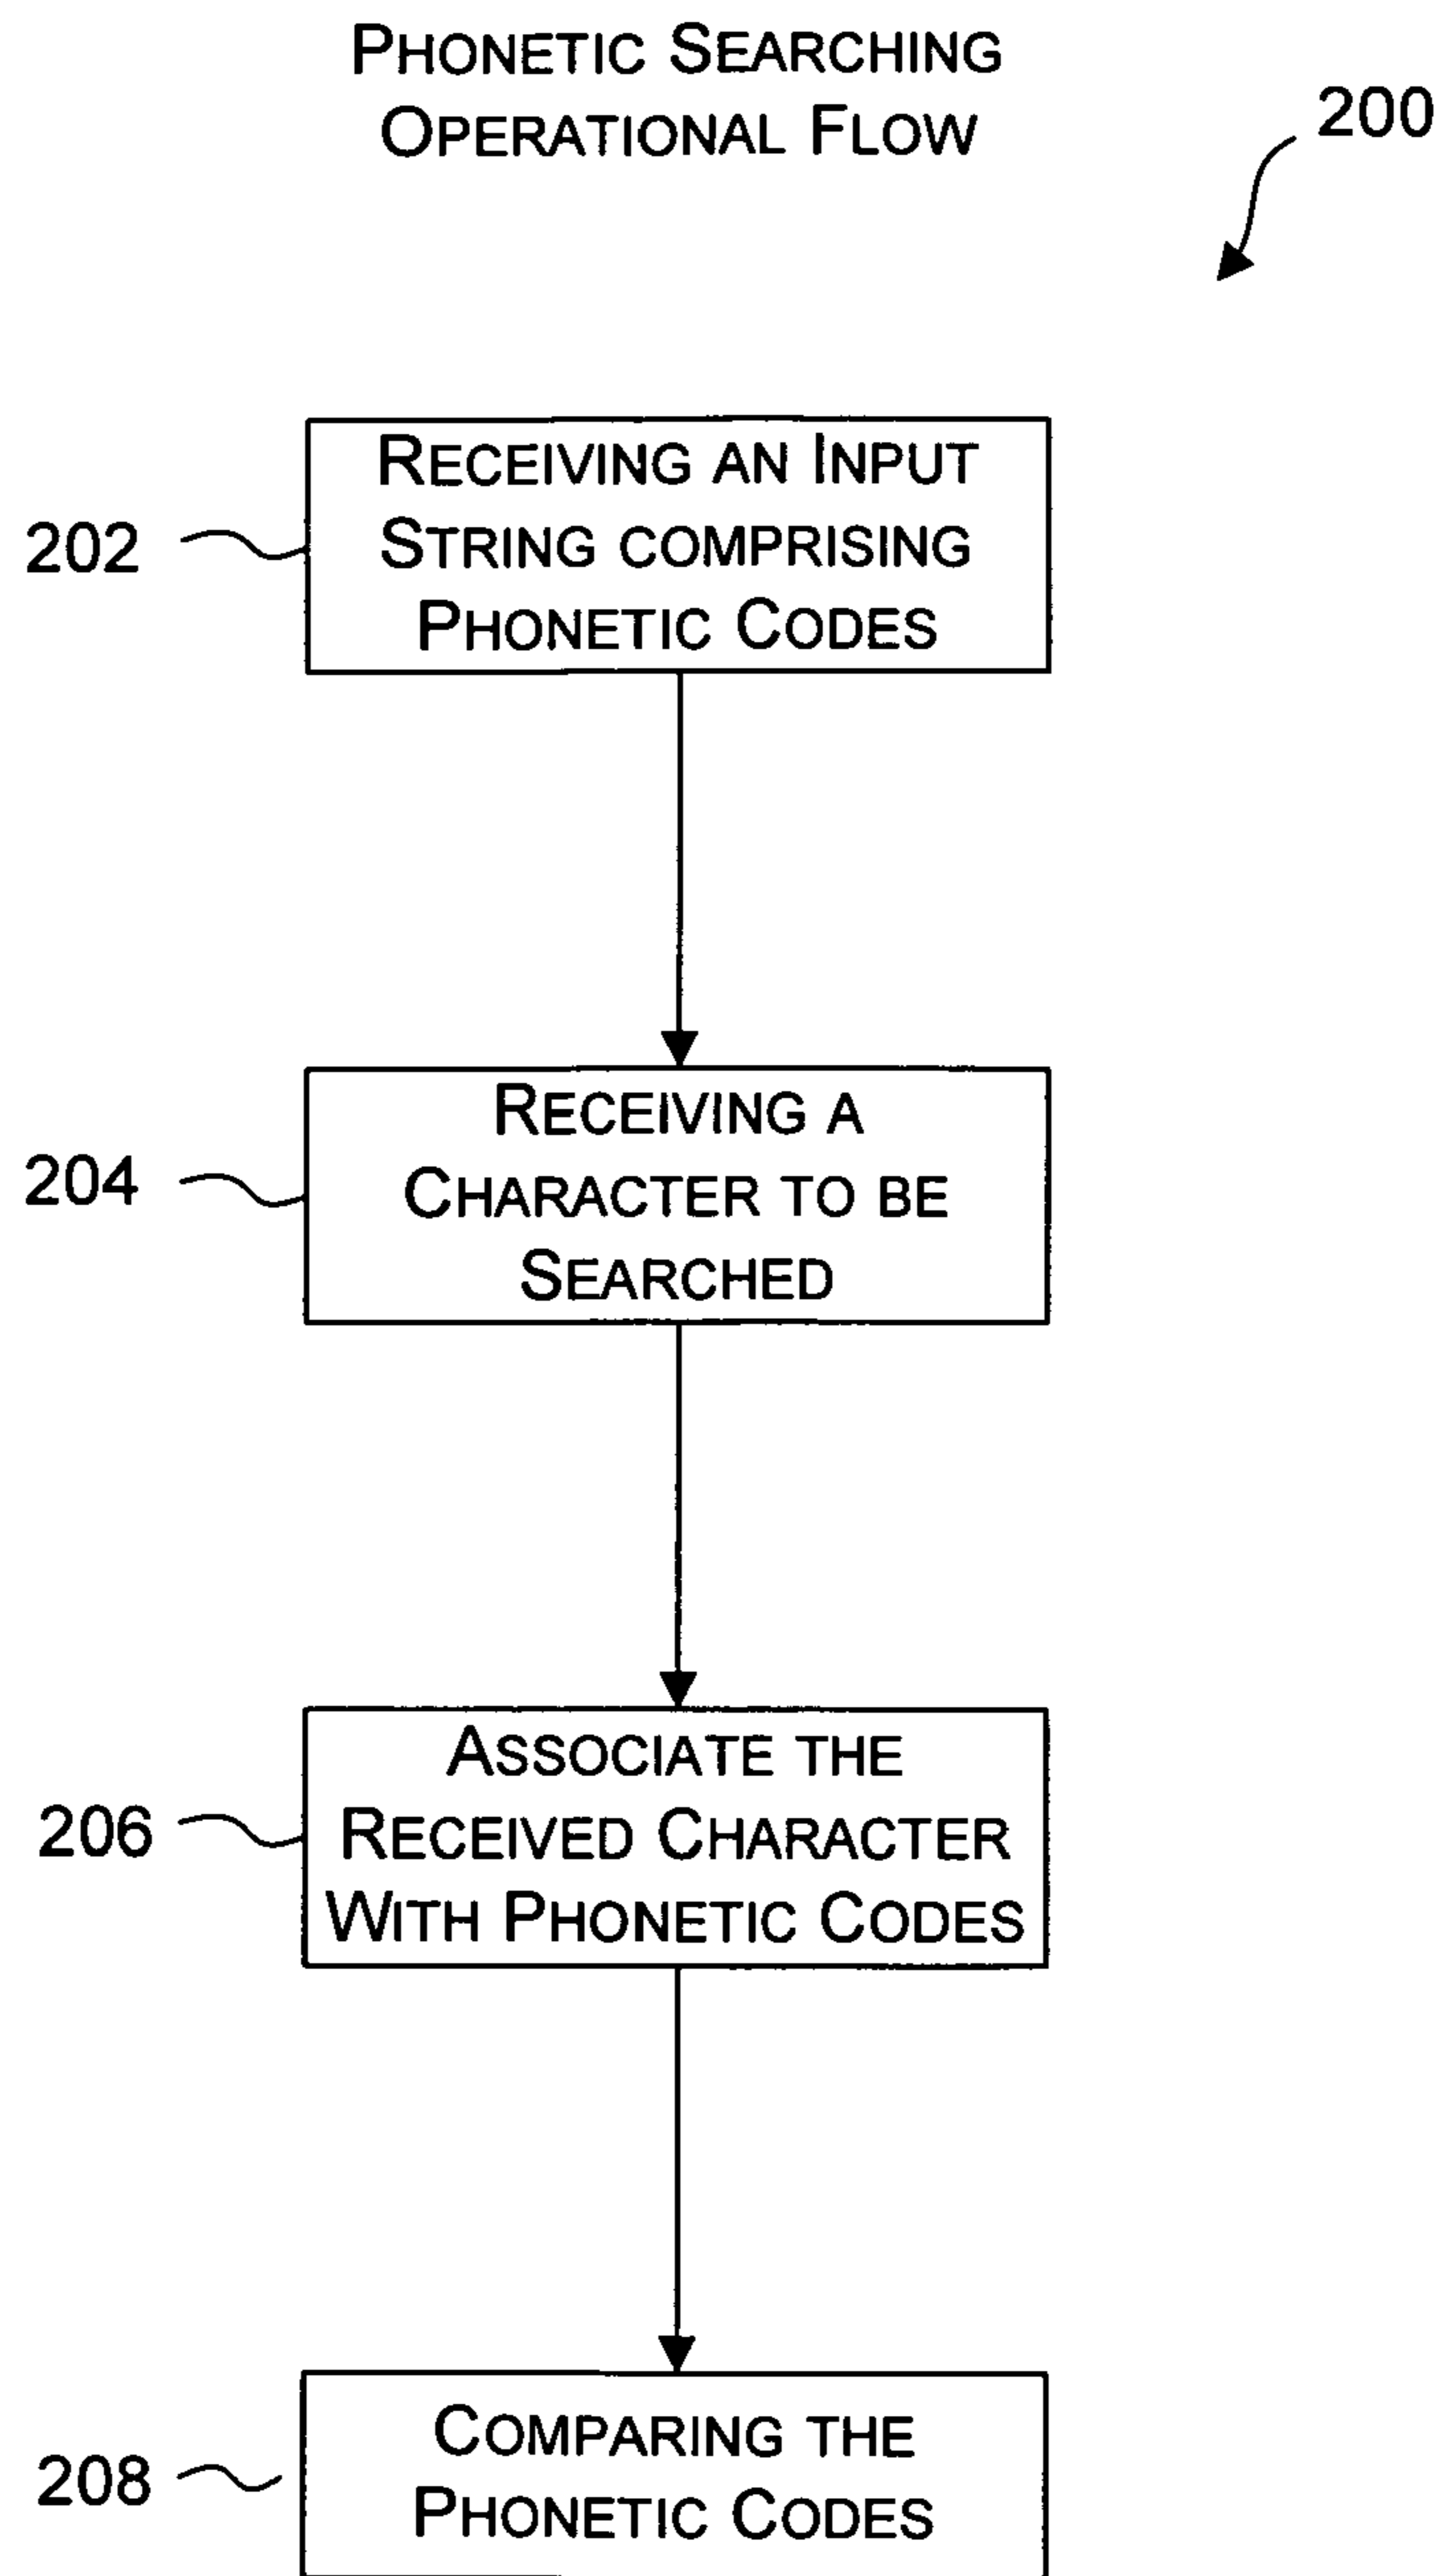 PHONETIC SEARCHING
OPERATIONAL FLOW
200
202
RECEIVING AN INPUT
STRING COMPRISING
PHONETIC CODES
204
RECEIVING A
CHARACTER TO BE
SEARCHED
206
ASSOCIATE THE
RECEIVED CHARACTER
WITH PHONETIC CODES
208
COMPARING THE
PHONETIC CODES